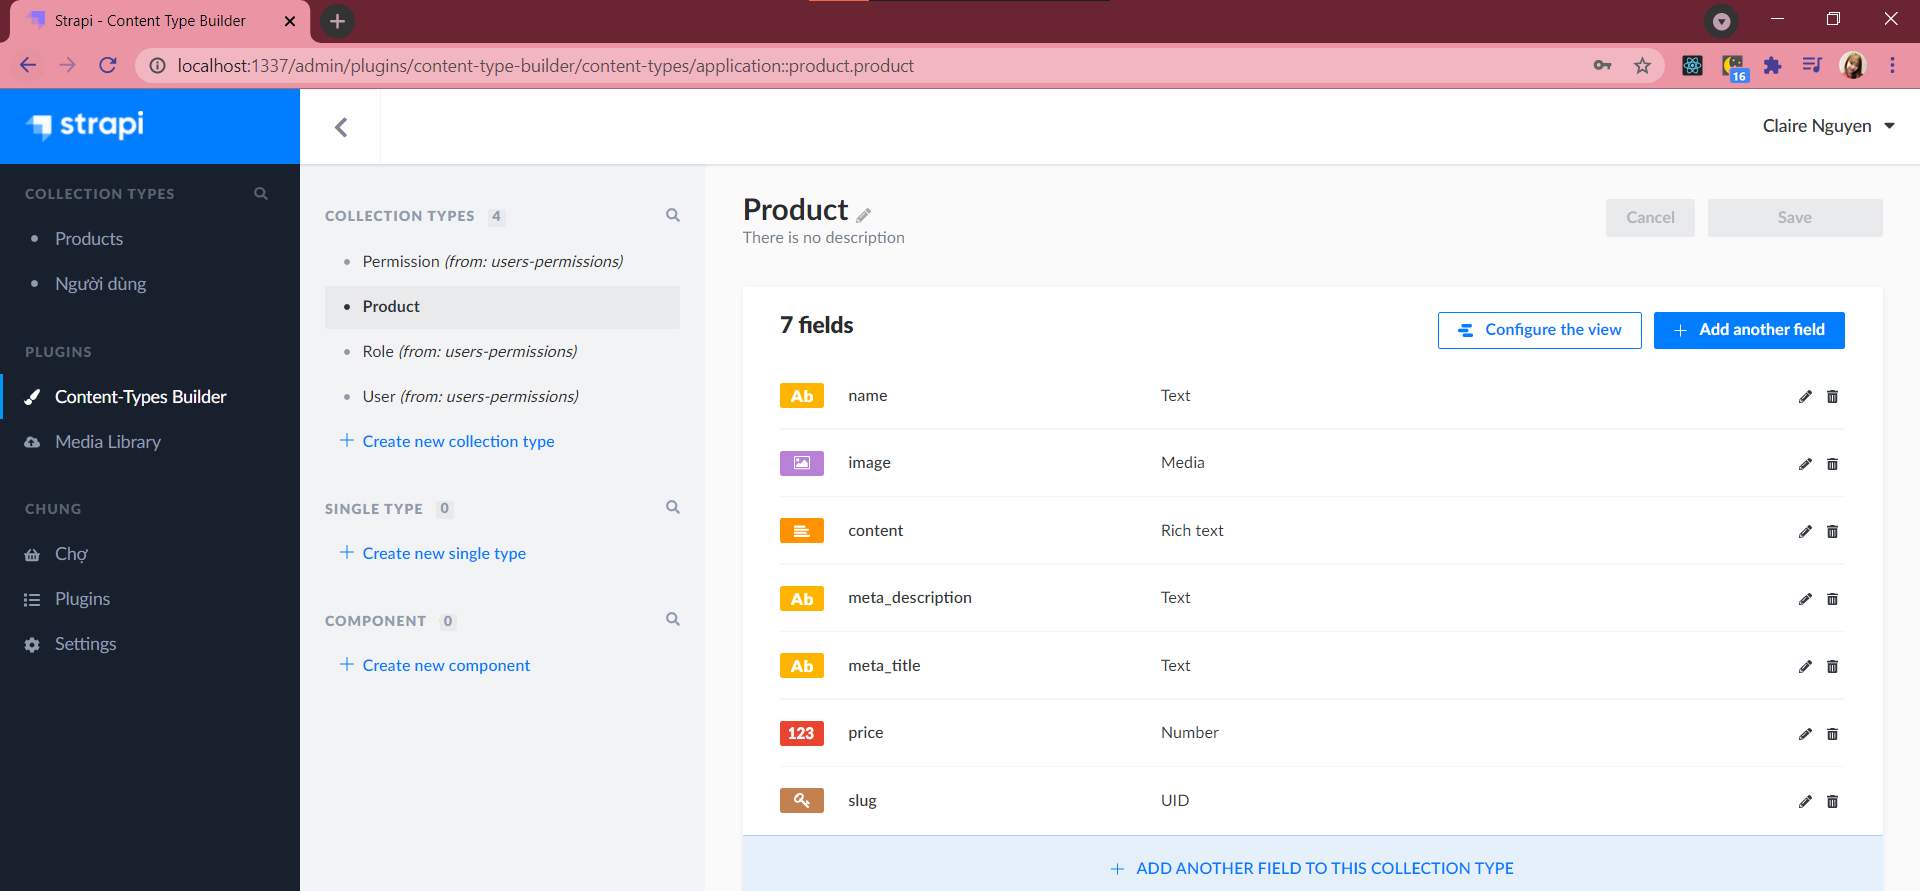 Strapi - Content Type Builder
localhost:1337/admin/plugins/content-type-builder/content-types/application::product.product
16
strapi
Claire Nguyen
COLLECTION TYPES
Products
Người dùng
PLUGINS
Content-Types Builder
Media Library
CHUNG
Chợ
Plugins
Settings
COLLECTION TYPES 4
Permission (from: users-permissions)
Product
Role (from: users-permissions)
User (from: users-permissions)
Create new collection type
SINGLE TYPE 0
Create new single type
COMPONENT 0
Create new component
Product
There is no description
Cancel
Save
7 fields
Configure the view
Add another field
Ab name Text
image Media
content Rich text
Ab meta_description Text
Ab meta_title Text
123 price Number
slug UID
ADD ANOTHER FIELD TO THIS COLLECTION TYPE